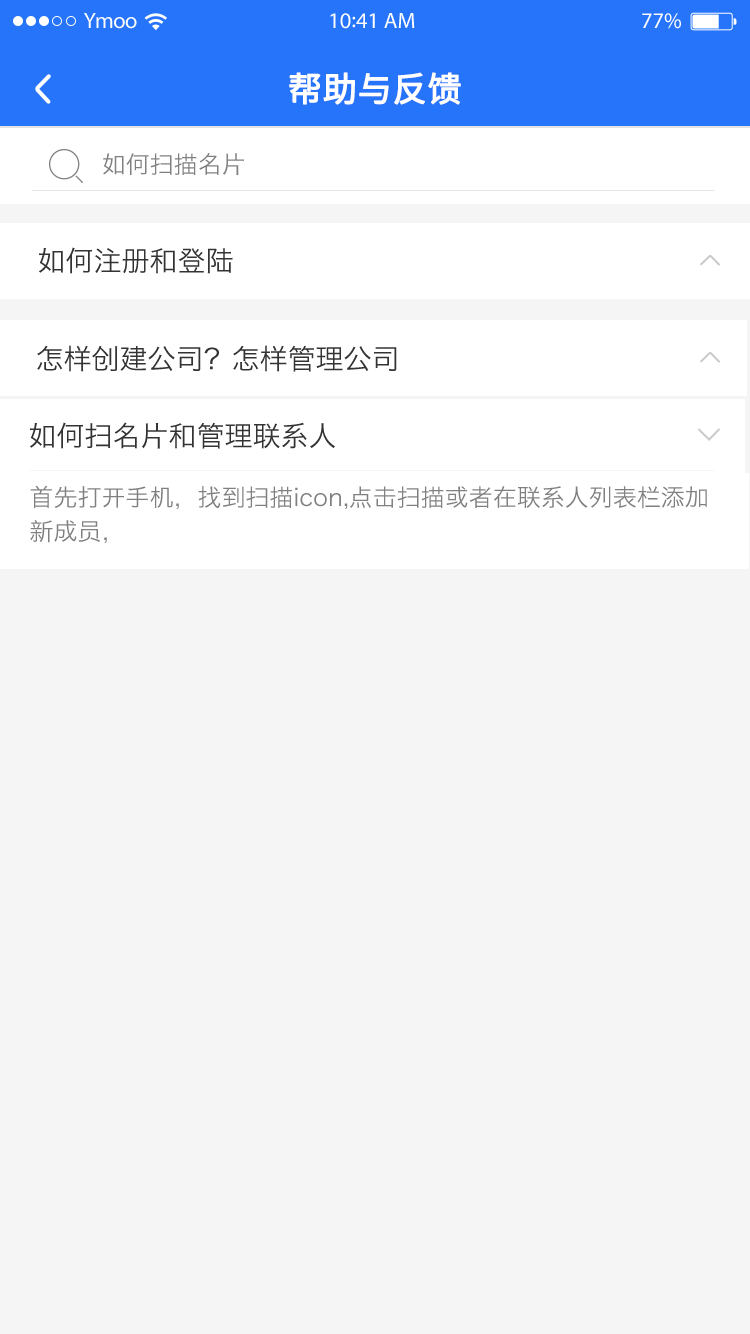 Ymoo 10:41 AM 77%
帮助与反馈
如何扫描名片
如何注册和登陆
怎样创建公司？怎样管理公司
如何扫名片和管理联系人
首先打开手机，找到扫描icon,点击扫描或者在联系人列表栏添加
新成员，